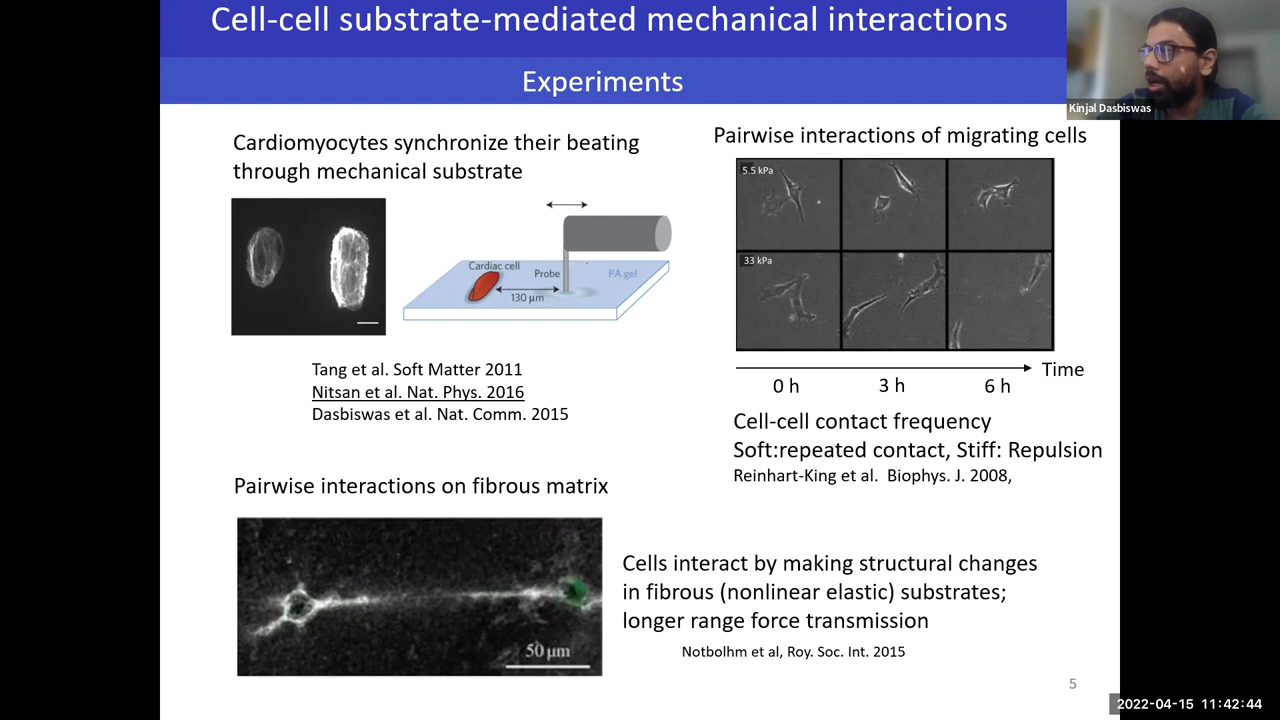 Cell-cell substrate-mediated mechanical interactions
Experiments
Kinjal Dasbiswas
Cardiomyocytes synchronize their beating
through mechanical substrate
Cardiac cell
Probe
PA gel
130 µm
Tang et al. Soft Matter 2011
Nitsan et al. Nat. Phys. 2016
Dasbiswas et al. Nat. Comm. 2015
Pairwise interactions of migrating cells
5.5 kPa
33 kPa
Time
0 h
3 h
6 h
Cell-cell contact frequency
Soft:repeated contact, Stiff: Repulsion
Reinhart-King et al. Biophys. J. 2008,
Pairwise interactions on fibrous matrix
50 µm
Cells interact by making structural changes
in fibrous (nonlinear elastic) substrates;
longer range force transmission
Notbolhm et al, Roy. Soc. Int. 2015
5
2022-04-15 11:42:44